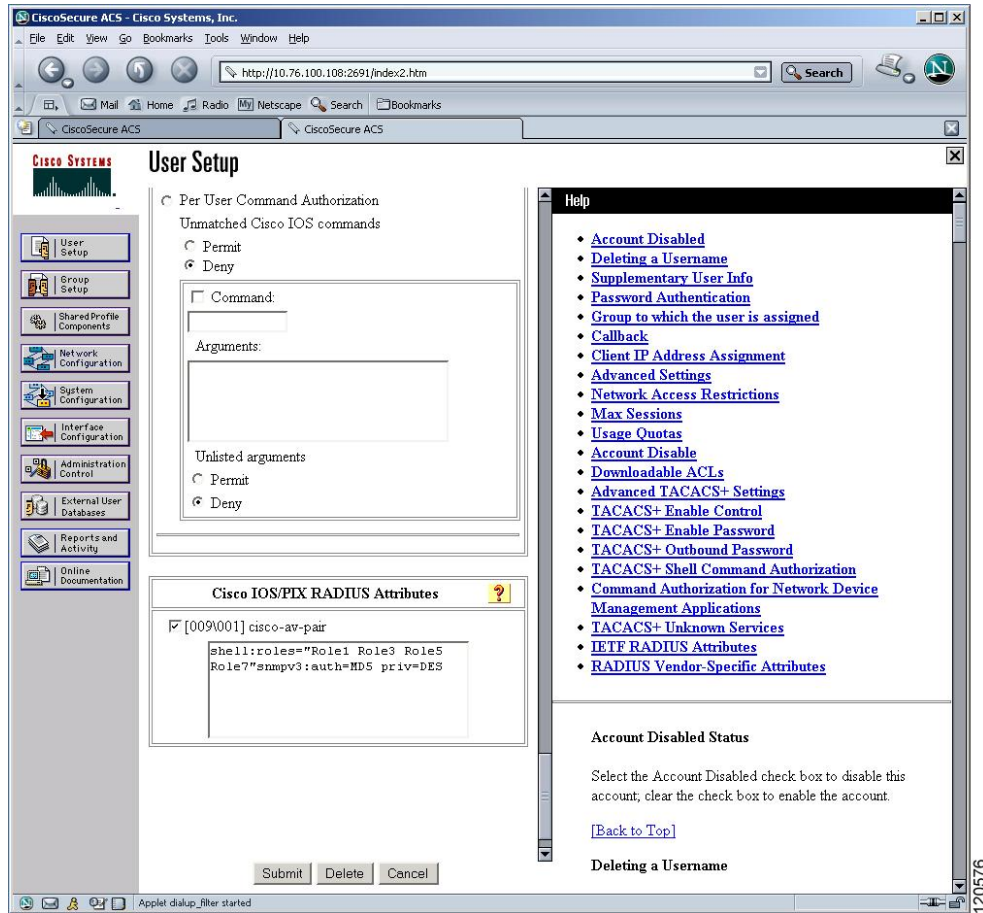 CiscoSecure ACS - Cisco Systems, Inc.
File Edit View Go Bookmarks Tools Window Help
http://10.76.100.108:2691/index2.htm
Search
N
Mail Home Radio My Netscape Search Bookmarks
CiscoSecure ACS
CiscoSecure ACS
CISCO SYSTEMS
User Setup
User Setup
Group Setup
Shared Profile Components
Network Configuration
System Configuration
Interface Configuration
Administration Control
External User Databases
Reports and Activity
Online Documentation
Per User Command Authorization
Unmatched Cisco IOS commands
Permit
Deny
Command:
Arguments:
Unlisted arguments
Permit
Deny
Cisco IOS/PIX RADIUS Attributes
?
[009\001] cisco-av-pair
shell:roles="Role1 Role3 Role5
Role7"snmpv3:auth=MD5 priv=DES
Submit Delete Cancel
Help
Account Disabled
Deleting a Username
Supplementary User Info
Password Authentication
Group to which the user is assigned
Callback
Client IP Address Assignment
Advanced Settings
Network Access Restrictions
Max Sessions
Usage Quotas
Account Disable
Downloadable ACLs
Advanced TACACS+ Settings
TACACS+ Enable Control
TACACS+ Enable Password
TACACS+ Outbound Password
TACACS+ Shell Command Authorization
Command Authorization for Network Device
Management Applications
TACACS+ Unknown Services
IETF RADIUS Attributes
RADIUS Vendor-Specific Attributes
Account Disabled Status
Select the Account Disabled check box to disable this
account; clear the check box to enable the account.
[Back to Top]
Deleting a Username
Applet dialup_filter started
120576